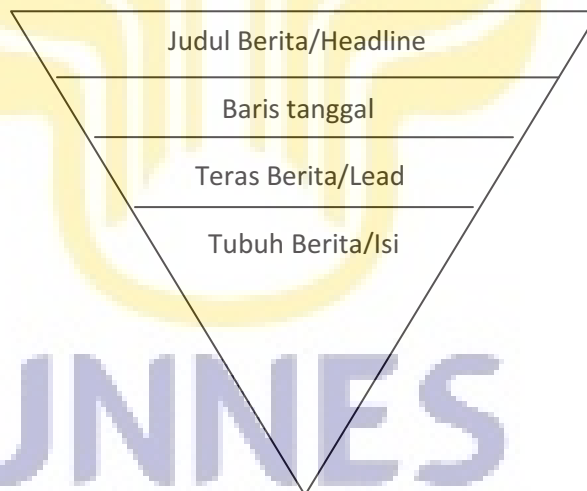 Judul Berita/Headline
Baris tanggal
Teras Berita/Lead
Tubuh Berita/Isi
UNNES